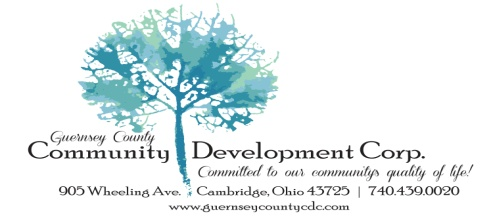 Guernsey County
Community Development Corp.
Committed to our community's quality of life!
905 Wheeling Ave. | Cambridge, Ohio 43725 | 740.439.0020
www.guernseycountycdc.com